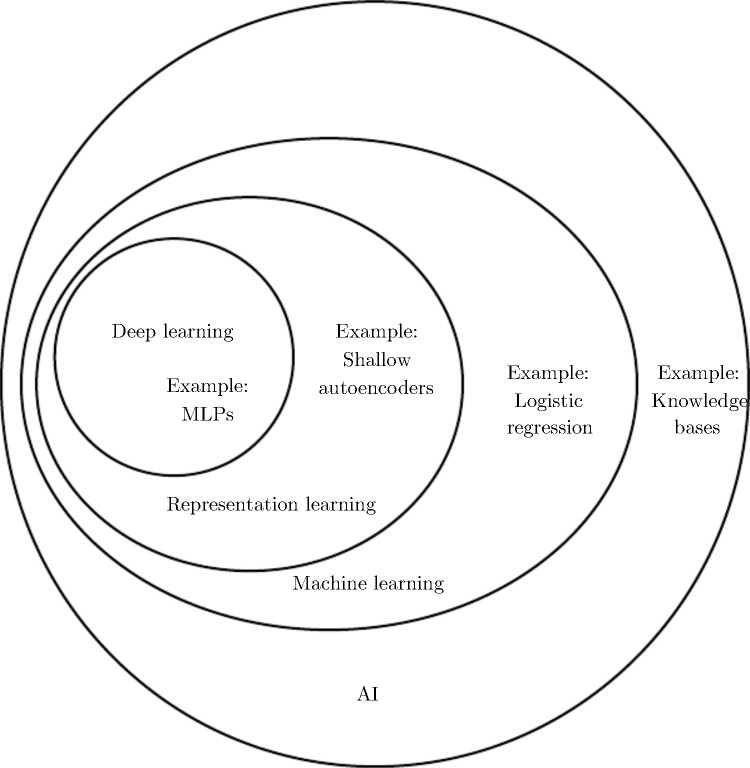 Deep learning
Example:
MLPs
Example:
Shallow
autoencoders
Example:
Logistic
regression
Example:
Knowledge
bases
Representation learning
Machine learning
AI